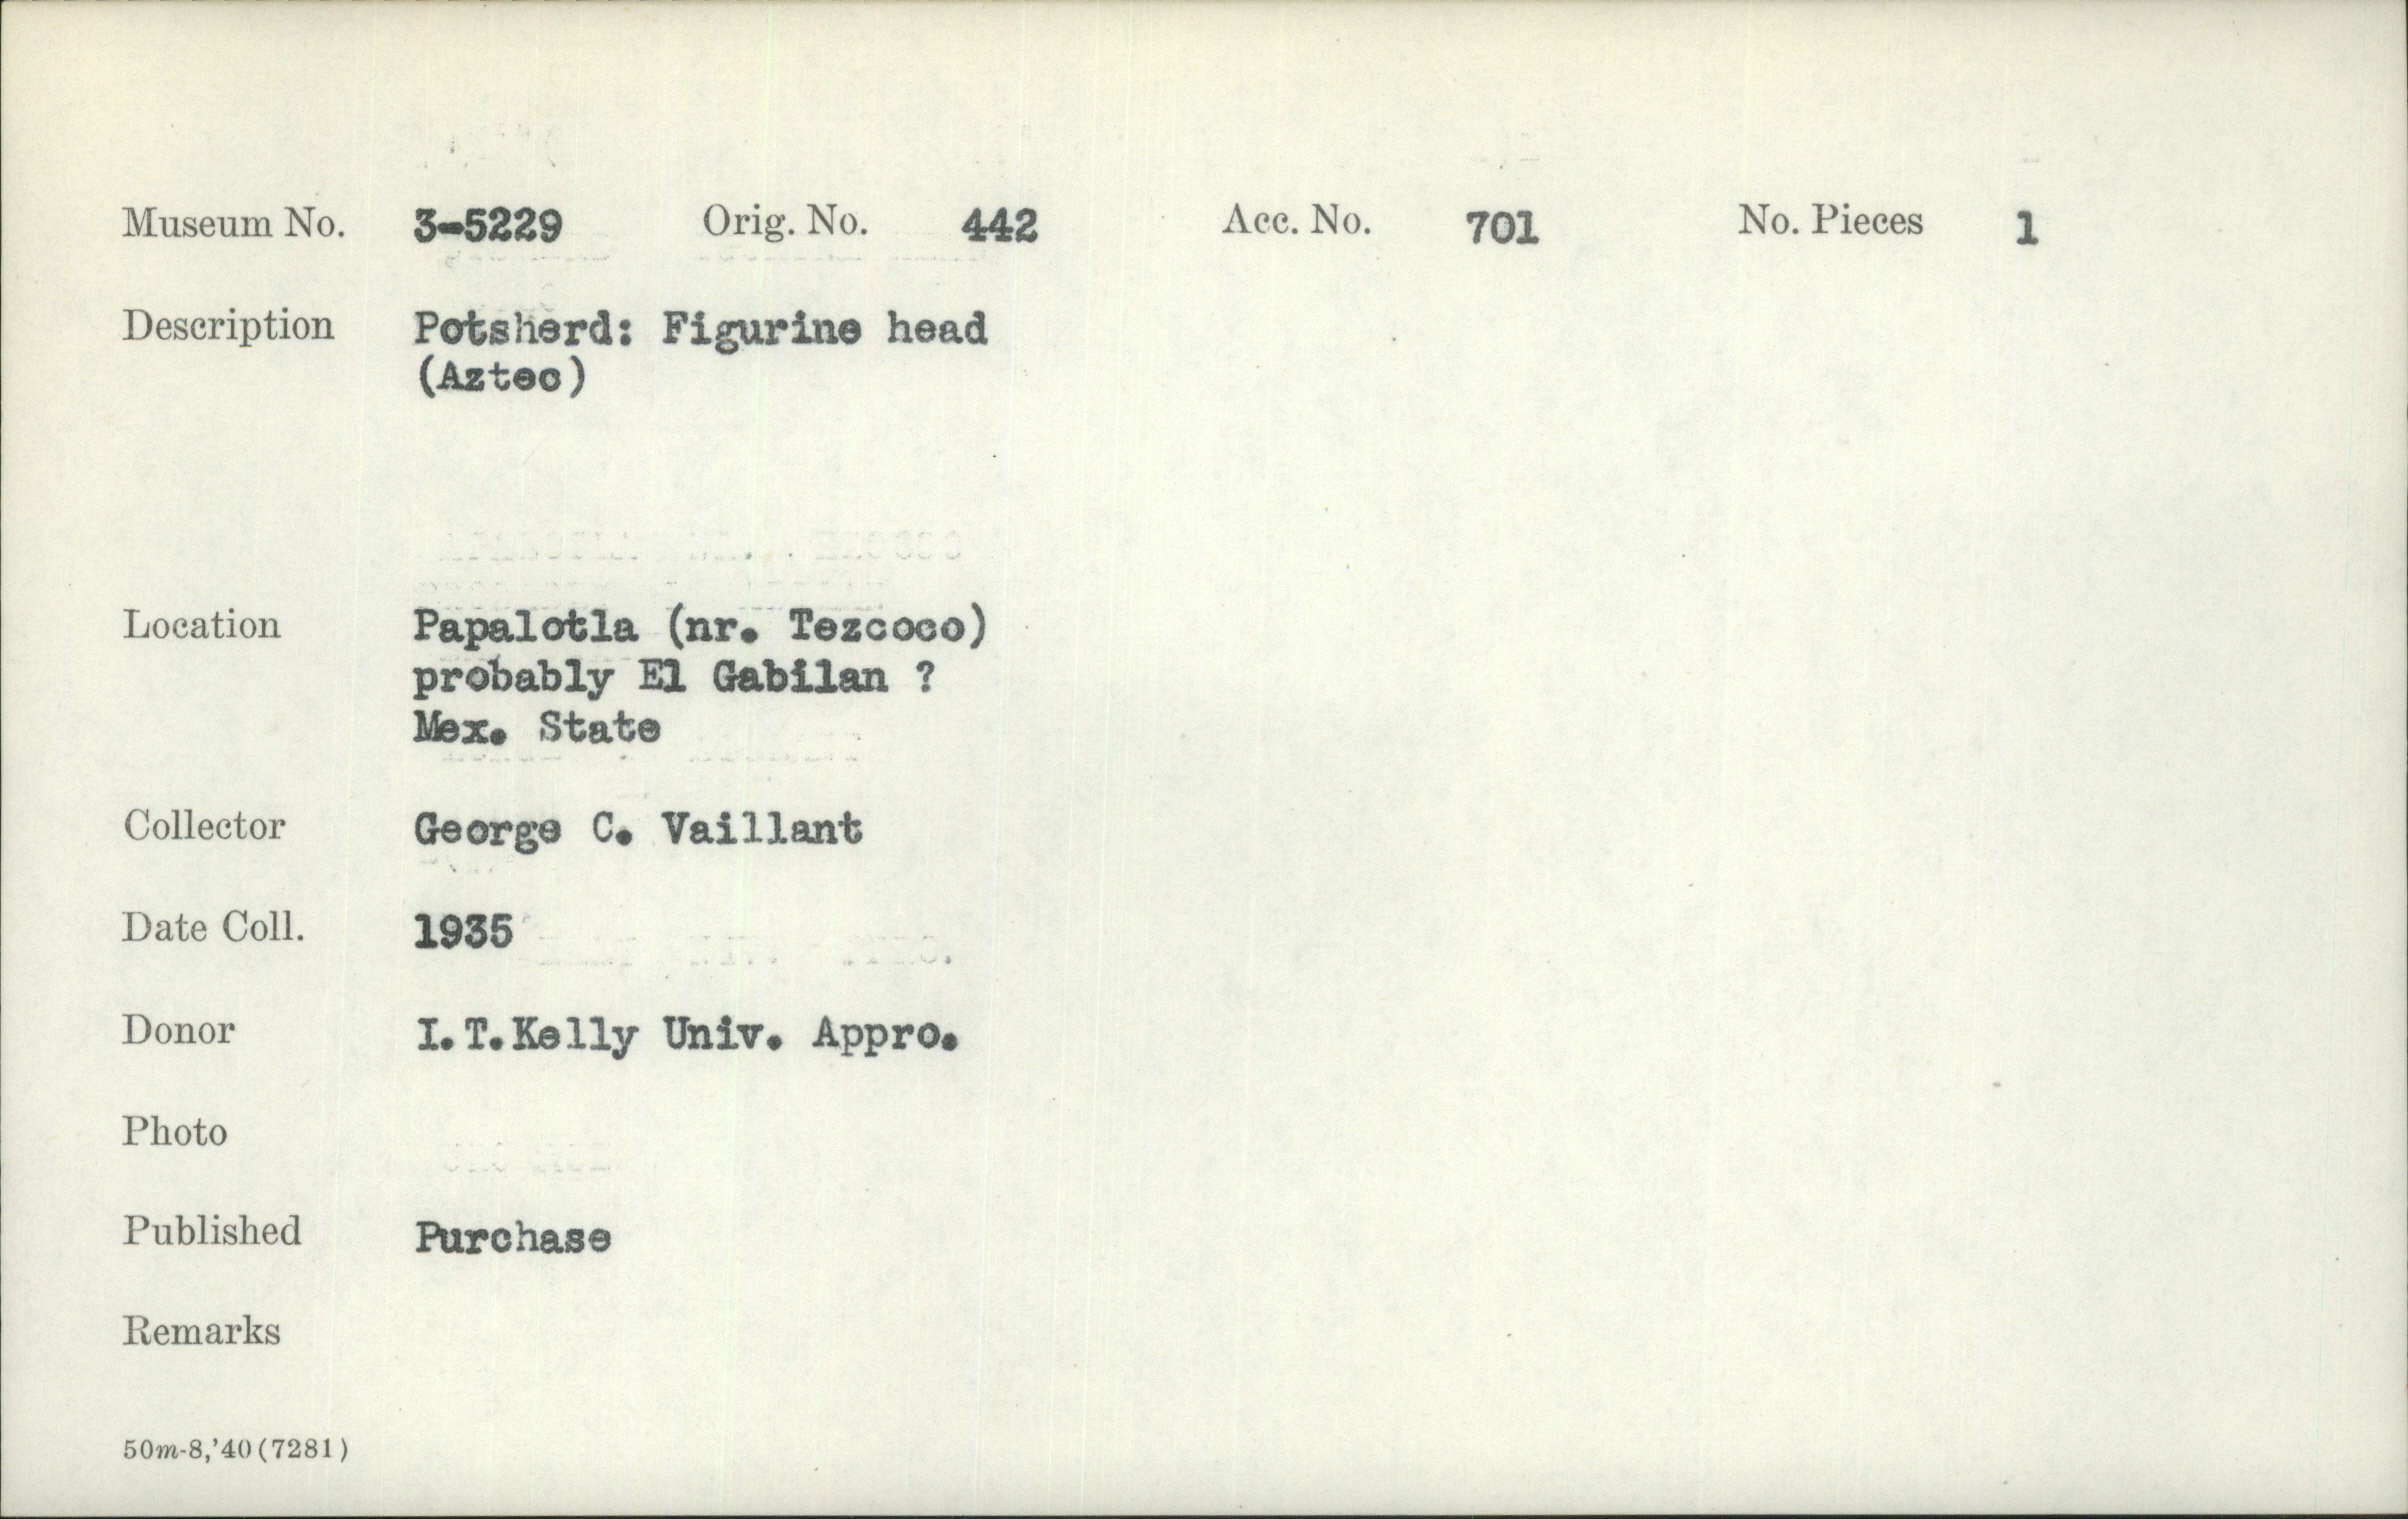 Museum No. 3-5229 Orig. No. 442 Acc. No. 701 No. Pieces 1
Description Potsherd: Figurine head
(Aztec)
Location Papalotla (nr. Tezcoco)
probably El Gabilan ?
Mex. State
Collector George C. Vaillant
Date Coll. 1935
Donor I.T.Kelly Univ. Appro.
Photo
Published Purchase
Remarks
50m-8,'40(7281)